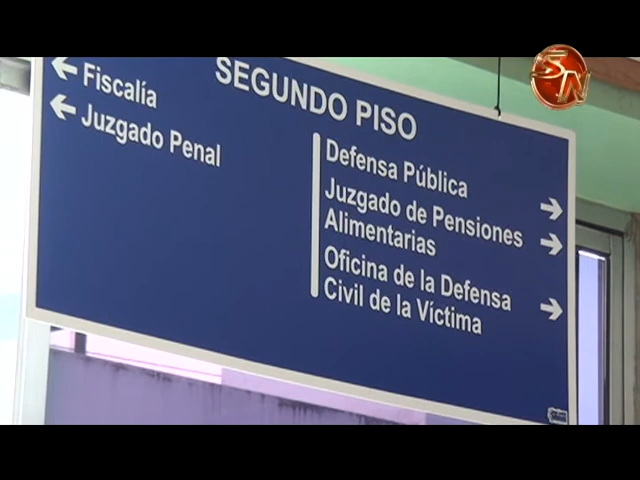 SEGUNDO PISO
Fiscalía
Juzgado Penal
Defensa Pública
Juzgado de Pensiones
Alimentarias
Oficina de la Defensa
Civil de la Víctima
SN